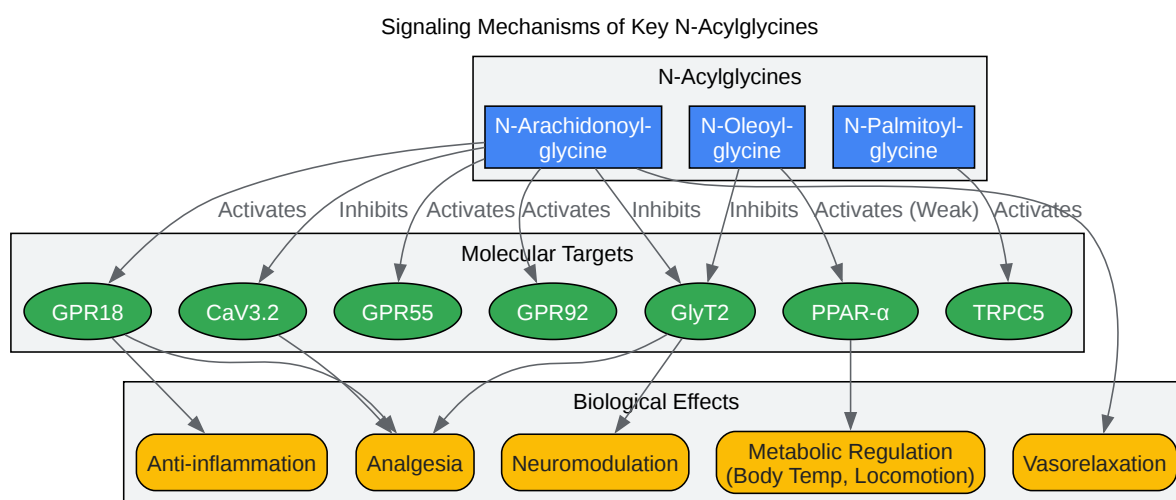 Signaling Mechanisms of Key N-Acylglycines
N-Acylglycines
N-Arachidonoyl-
glycine
N-Oleoyl-
glycine
N-Palmitoyl-
glycine
Activates
Inhibits
Activates
Activates
Inhibits
Inhibits
Activates (Weak)
Activates
Molecular Targets
GPR18
CaV3.2
GPR55
GPR92
GlyT2
PPAR-α
TRPC5
Biological Effects
Anti-inflammation
Analgesia
Neuromodulation
Metabolic Regulation
(Body Temp, Locomotion)
Vasorelaxation